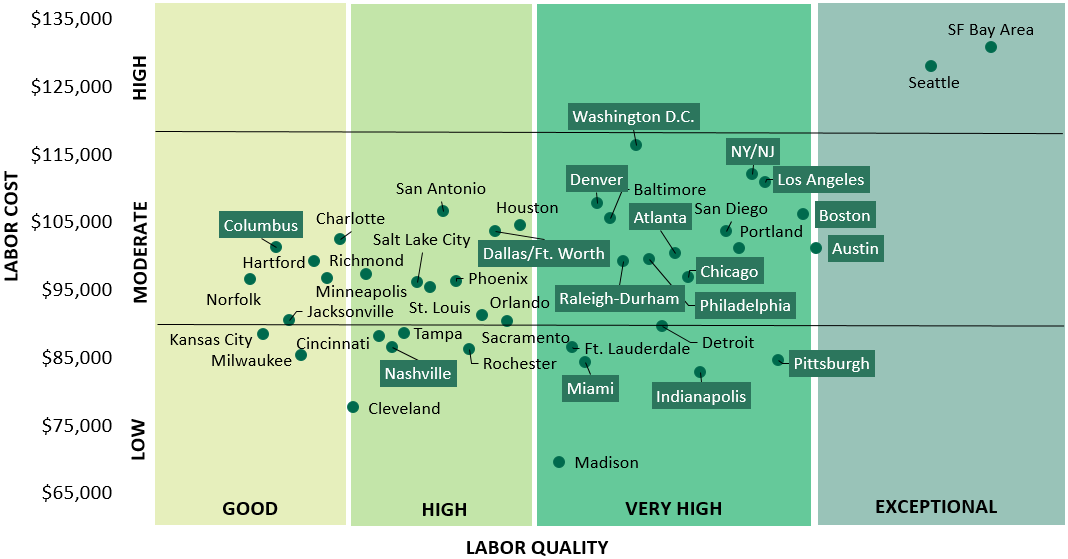 $135,000
SF Bay Area
HIGH
$125,000
Seattle
Washington D.C.
$115,000
NY/NJ
Denver
Los Angeles
Baltimore
San Antonio
LABOR COST
MODERATE
$105,000
Columbus
Charlotte
Houston
Atlanta
San Diego
Boston
Salt Lake City
Portland
Dallas/Ft. Worth
Austin
Hartford
Richmond
Chicago
$95,000
Norfolk
Minneapolis
Phoenix
Raleigh-Durham
Philadelphia
Jacksonville
St. Louis
Orlando
Kansas City
Cincinnati
Tampa
Sacramento
Detroit
$85,000
Milwaukee
Rochester
Ft. Lauderdale
Pittsburgh
Nashville
Miami
Indianapolis
Cleveland
$75,000
LOW
Madison
$65,000
GOOD
HIGH
VERY HIGH
EXCEPTIONAL
LABOR QUALITY